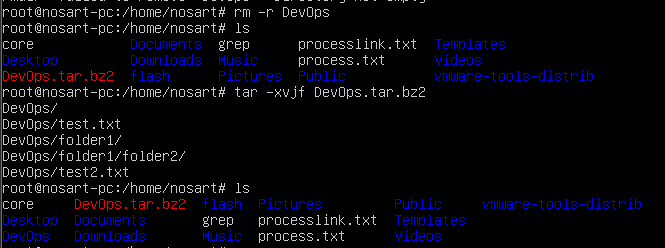 root@nosart-pc:/home/nosart# rm -r DevOps
root@nosart-pc:/home/nosart# ls
core Documents grep processlink.txt Templates
Desktop Downloads Music process.txt Videos
DevOps.tar.bz2 flash Pictures Public vmware-tools-distrib
root@nosart-pc:/home/nosart# tar -xvjf DevOps.tar.bz2
DevOps/
DevOps/test.txt
DevOps/folder1/
DevOps/folder1/folder2/
DevOps/test2.txt
root@nosart-pc:/home/nosart# ls
core DevOps.tar.bz2 flash Pictures Public vmware-tools-distrib
Desktop Documents grep processlink.txt Templates
DevOps Downloads Music process.txt Videos